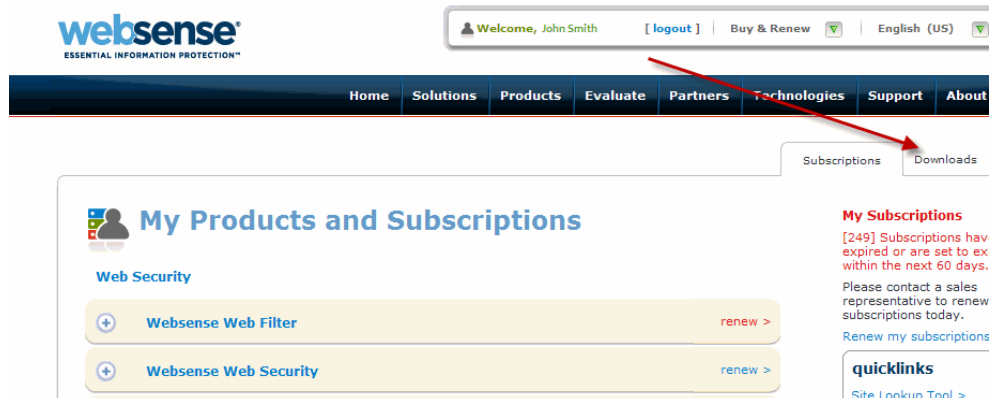 websense®
ESSENTIAL INFORMATION PROTECTION™
Welcome, John Smith [ logout ] Buy & Renew English (US)
Home Solutions Products Evaluate Partners Technologies Support About
Subscriptions Downloads
My Products and Subscriptions
Web Security
Websense Web Filter renew >
Websense Web Security renew >
My Subscriptions
[249] Subscriptions hav
expired or are set to ex
within the next 60 days.
Please contact a sales
representative to renew
subscriptions today.
Renew my subscriptions
quicklinks
Site Lookup Tool >